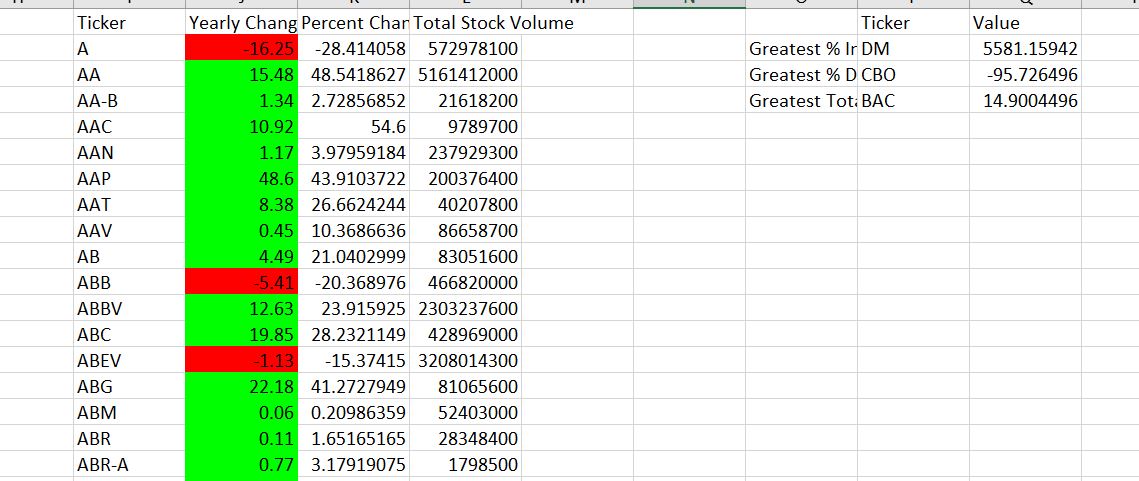 Ticker Yearly Chang Percent Char Total Stock Volume Ticker Value
A -16.25 -28.414058 572978100 Greatest % Ir DM 5581.15942
AA 15.48 48.5418627 5161412000 Greatest % D CBO -95.726496
AA-B 1.34 2.72856852 21618200 Greatest Tota BAC 14.9004496
AAC 10.92 54.6 9789700
AAN 1.17 3.97959184 237929300
AAP 48.6 43.9103722 200376400
AAT 8.38 26.6624244 40207800
AAV 0.45 10.3686636 86658700
AB 4.49 21.0402999 83051600
ABB -5.41 -20.368976 466820000
ABBV 12.63 23.915925 2303237600
ABC 19.85 28.2321149 428969000
ABEV -1.13 -15.37415 3208014300
ABG 22.18 41.2727949 81065600
ABM 0.06 0.20986359 52403000
ABR 0.11 1.65165165 28348400
ABR-A 0.77 3.17919075 1798500